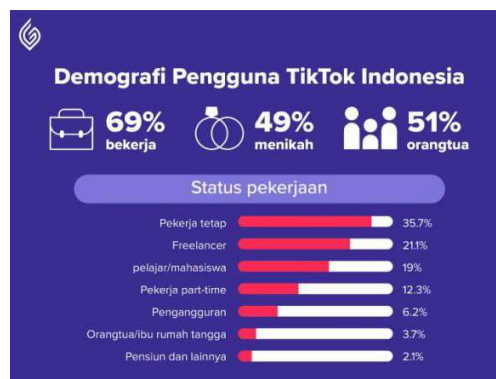 Demografi Pengguna TikTok Indonesia
69%
bekerja
49%
menikah
51%
orangtua
Status pekerjaan
Pekerja tetap 35.7%
Freelancer 21.1%
pelajar/mahasiswa 19%
Pekerja part-time 12.3%
Pengangguran 6.2%
Orangtua/ibu rumah tangga 3.7%
Pensiun dan lainnya 2.1%